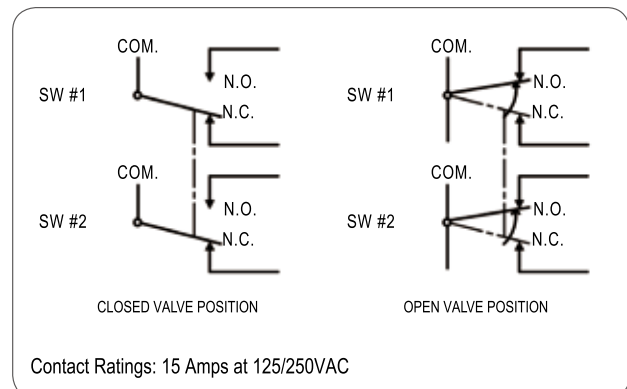 COM.
N.O.
SW #1
N.C.
COM.
N.O.
SW #2
N.C.
CLOSED VALVE POSITION
COM.
N.O.
SW #1
N.C.
COM.
N.O.
SW #2
N.C.
OPEN VALVE POSITION
Contact Ratings: 15 Amps at 125/250VAC